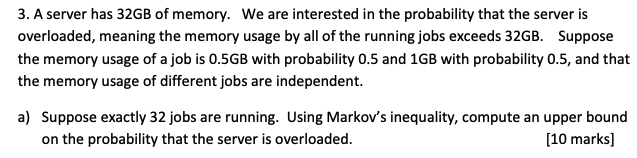 3. A server has 32GB of memory.   We are interested in the probability that the server is
overloaded, meaning the memory usage by all of the running jobs exceeds 32GB.   Suppose
the memory usage of a job is 0.5GB with probability 0.5 and 1GB with probability 0.5, and that
the memory usage of different jobs are independent.
a)  Suppose exactly 32 jobs are running.  Using Markov's inequality, compute an upper bound
on the probability that the server is overloaded. [10 marks]